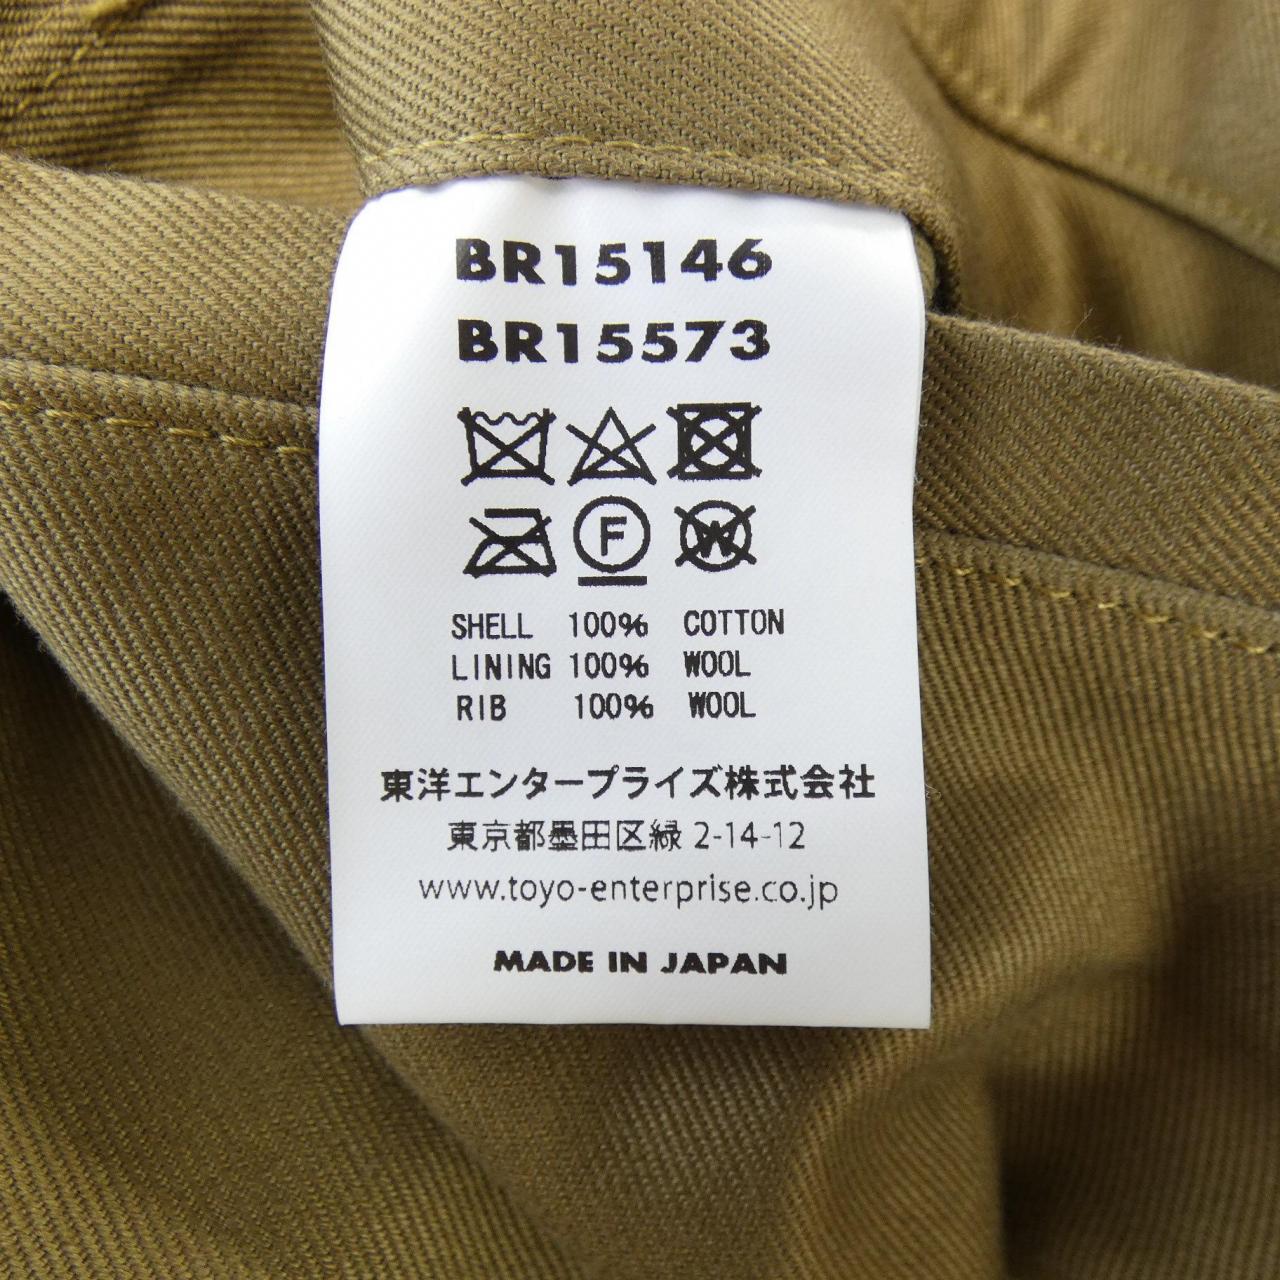 BR15146
BR15573
F W
SHELL 100% COTTON
LINING 100% WOOL
RIB 100% WOOL
東洋エンタープライズ株式会社
東京都墨田区緑 2-14-12
www.toyo-enterprise.co.jp
MADE IN JAPAN